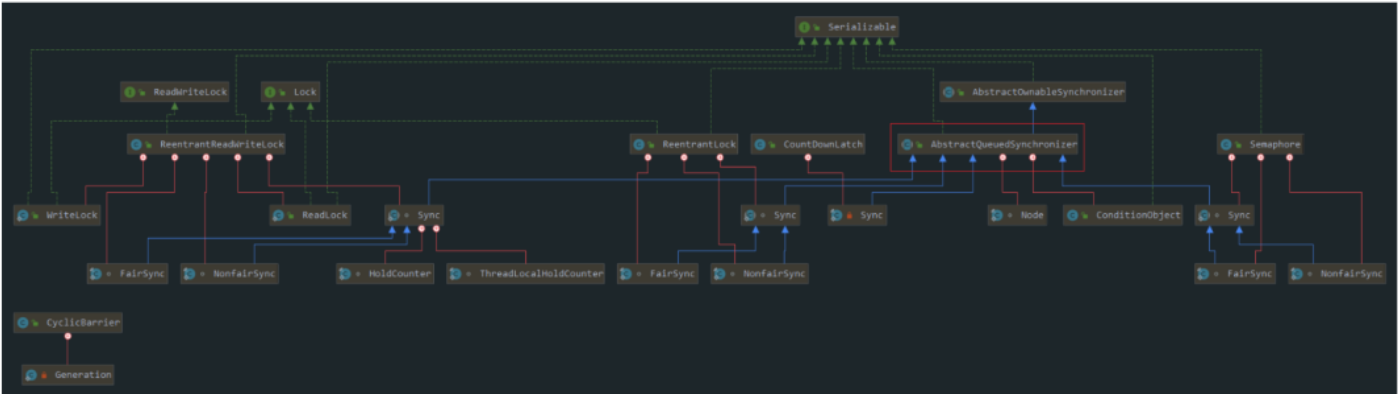 Serializable
ReadWriteLock
Lock
AbstractOwnableSynchronizer
ReentrantReadWriteLock
ReentrantLock
CountDownLatch
AbstractQueuedSynchronizer
Semaphore
WriteLock
ReadLock
Sync
Sync
Sync
Node
ConditionObject
Sync
FairSync
NonfairSync
HoldCounter
ThreadLocalHoldCounter
FairSync
NonfairSync
FairSync
NonfairSync
CyclicBarrier
Generation